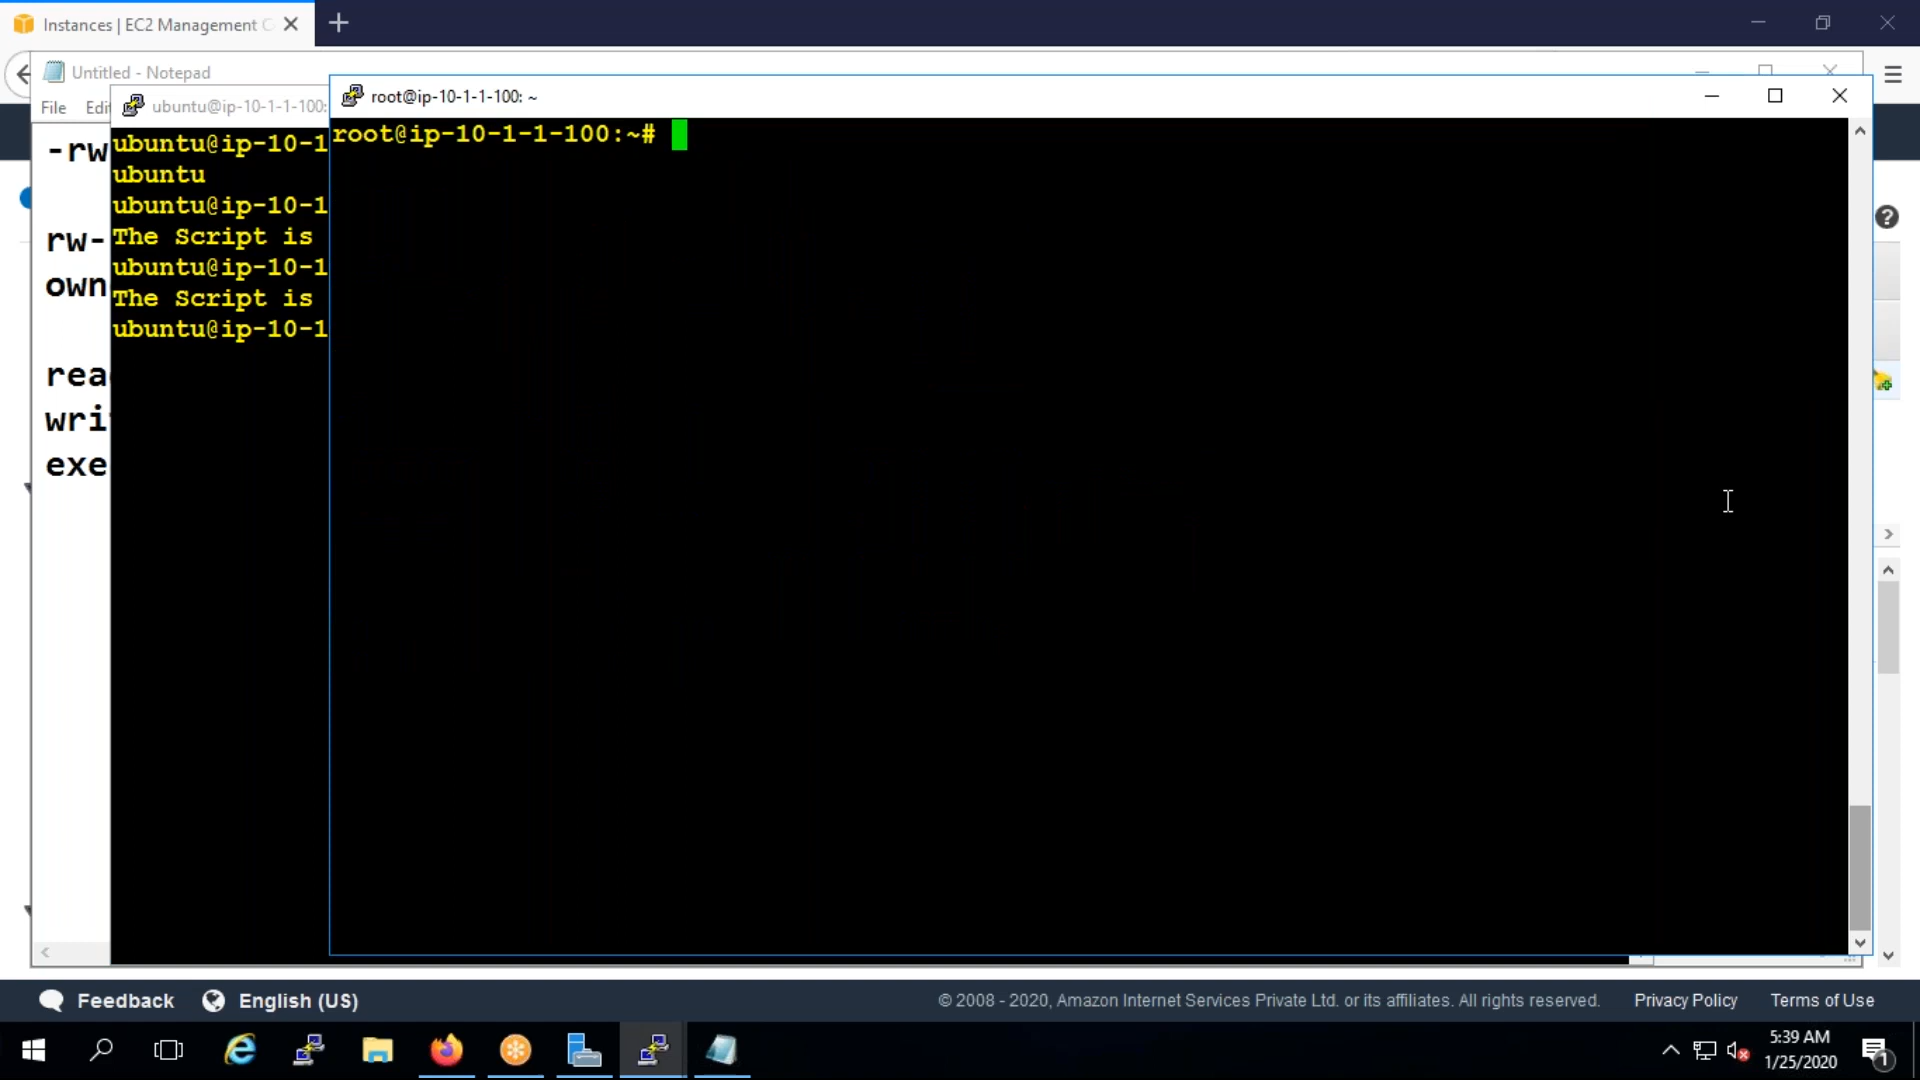 Instances | EC2 Management C
Untitled - Notepad
File Edi
ubuntu@ip-10-1-1-100:
root@ip-10-1-1-100: ~
-rw
rw-
own
rea
wri
exe
ubuntu@ip-10-1
ubuntu
ubuntu@ip-10-1
The Script is
ubuntu@ip-10-1
The Script is
ubuntu@ip-10-1
root@ip-10-1-1-100:~#
Feedback English (US) © 2008 - 2020, Amazon Internet Services Private Ltd. or its affiliates. All rights reserved. Privacy Policy Terms of Use
5:39 AM
1/25/2020
1